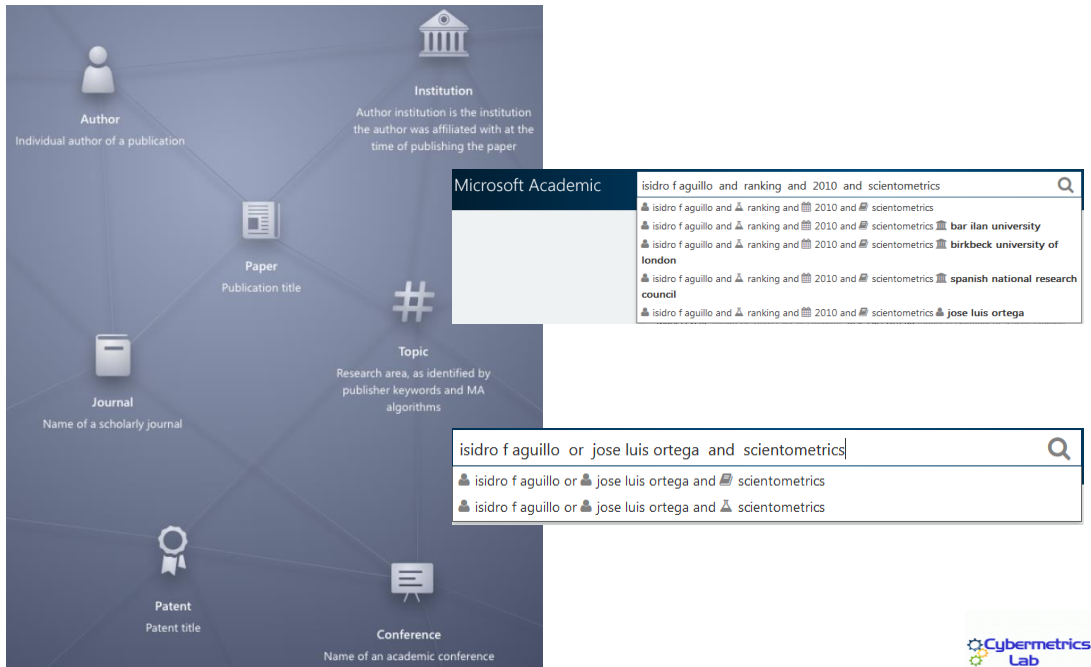 Institution
Author institution is the institution
the author was affiliated with at the
time of publishing the paper
Author
Individual author of a publication
Paper
Publication title
Topic
Research area, as identified by
publisher keywords and MA
algorithms
Journal
Name of a scholarly journal
Patent
Patent title
Conference
Name of an academic conference
Microsoft Academic
isidro f aguillo and ranking and 2010 and scientometrics
isidro f aguillo and ranking and 2010 and scientometrics
isidro f aguillo and ranking and 2010 and scientometrics bar ilan university
isidro f aguillo and ranking and 2010 and scientometrics birkbeck university of
london
isidro f aguillo and ranking and 2010 and scientometrics spanish national research
council
isidro f aguillo and ranking and 2010 and scientometrics jose luis ortega
isidro f aguillo or jose luis ortega and scientometrics
isidro f aguillo or jose luis ortega and scientometrics
isidro f aguillo or jose luis ortega and scientometrics
Cybermetrics
Lab